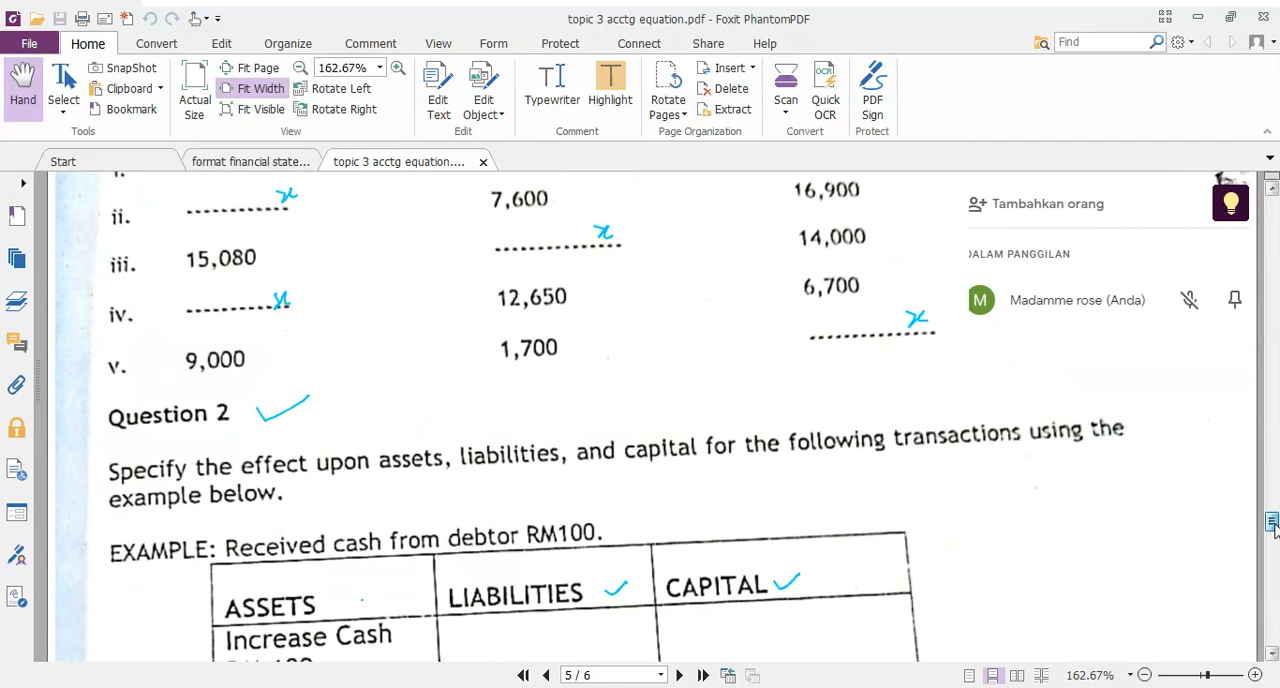 topic 3 acctg equation.pdf - Foxit PhantomPDF
File Home Convert Edit Organize Comment View Form Protect Connect Share Help Find
Hand Select SnapShot Clipboard Bookmark
Tools
Actual Size Fit Page Fit Width Fit Visible 162.67% Rotate Left Rotate Right
View
Edit Text Edit Object
Edit
Typewriter Highlight
Comment
Rotate Pages Insert Delete Extract
Page Organization
Scan Quick OCR
Convert
PDF Sign
Protect
Start format financial state... topic 3 acctg equation....
ii. .................. x 7,600 16,900
iii. 15,080 .................. x 14,000
iv. .................. x 12,650 6,700
v. 9,000 1,700 .................. x
Tambahkan orang
DALAM PANGGILAN
M Madamme rose (Anda)
Question 2
Specify the effect upon assets, liabilities, and capital for the following transactions using the
example below.
EXAMPLE: Received cash from debtor RM100.
ASSETS LIABILITIES CAPITAL
Increase Cash
5 / 6 162.67%